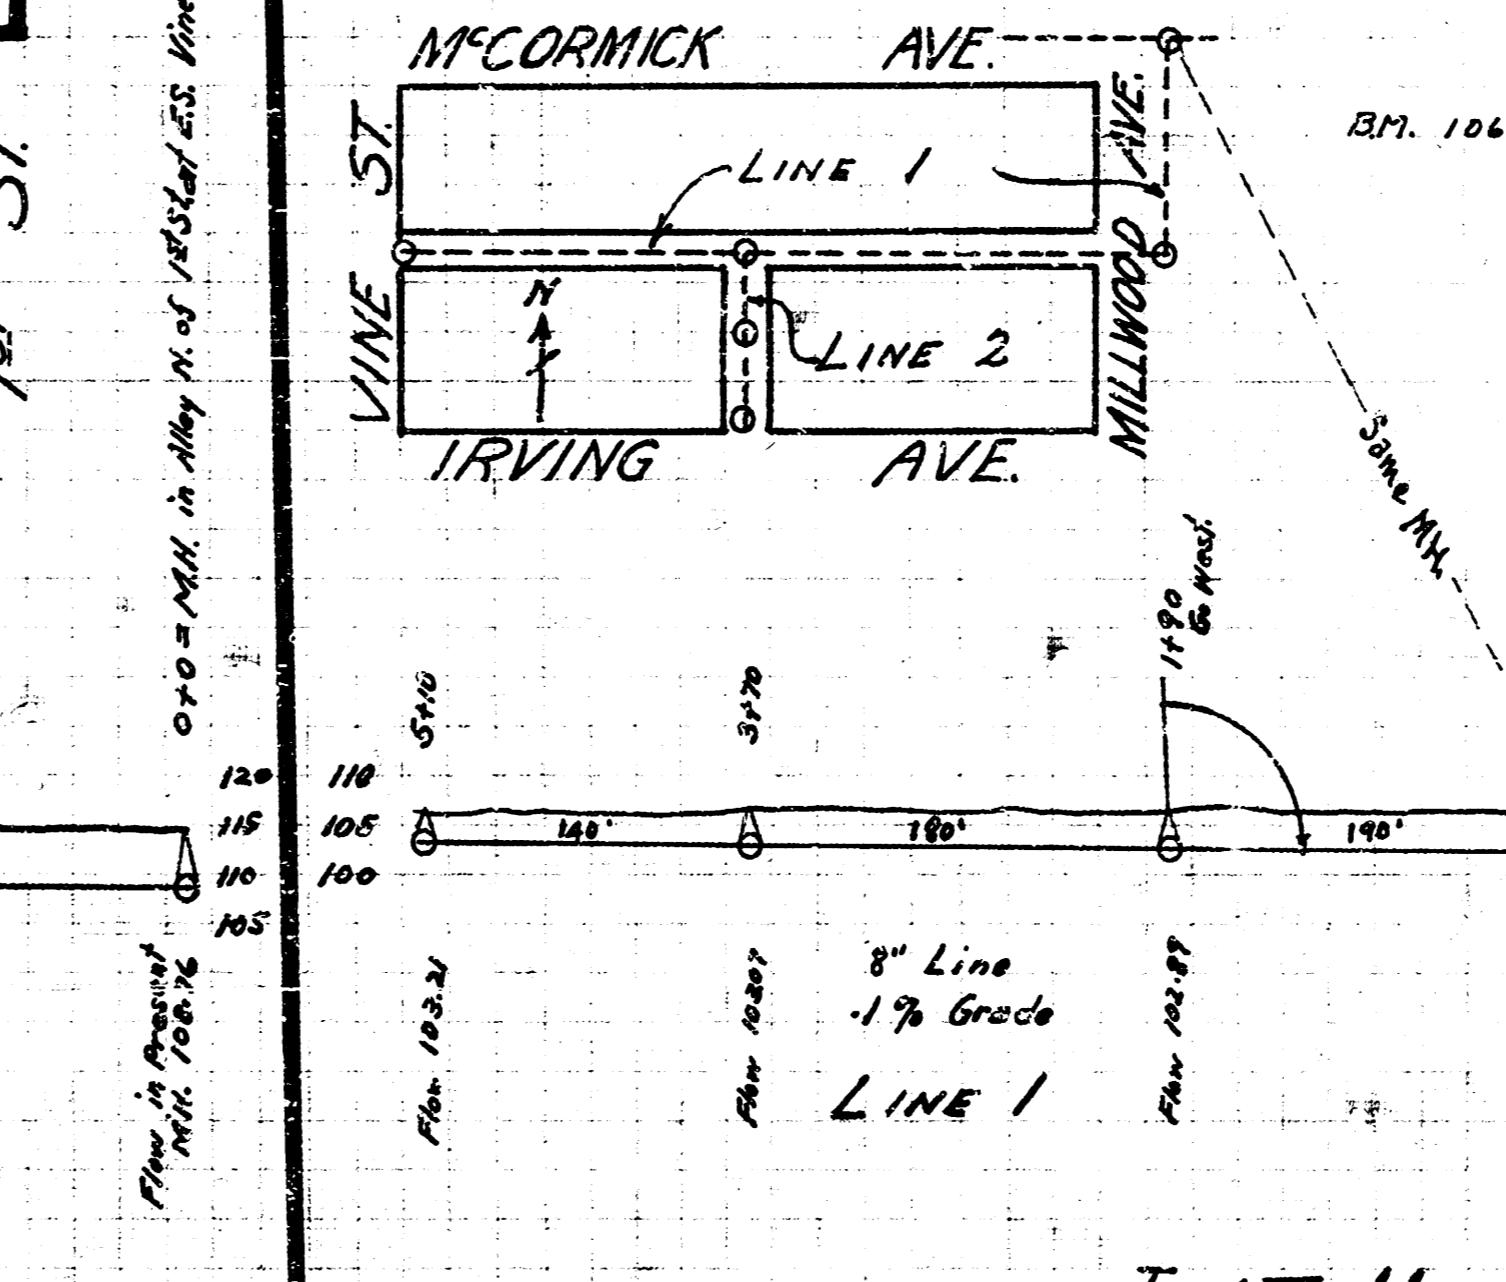 McCORMICK AVE.
VINE ST.
MILLWOOD AVE.
B.M. 106
LINE 1
N
LINE 2
IRVING AVE.
Same M.H.
ST.
1st
0+0 = M.H. in Alley N. of 1st St. at E.S. Vine
5+10
3+70
1+90
Go West.
120
115
110
105
110
105
100
140'
180'
190'
Flow in Present
M.H. 108.76
Flow 103.21
Flow 103.07
8" Line
.1% Grade
LINE 1
Flow 102.89